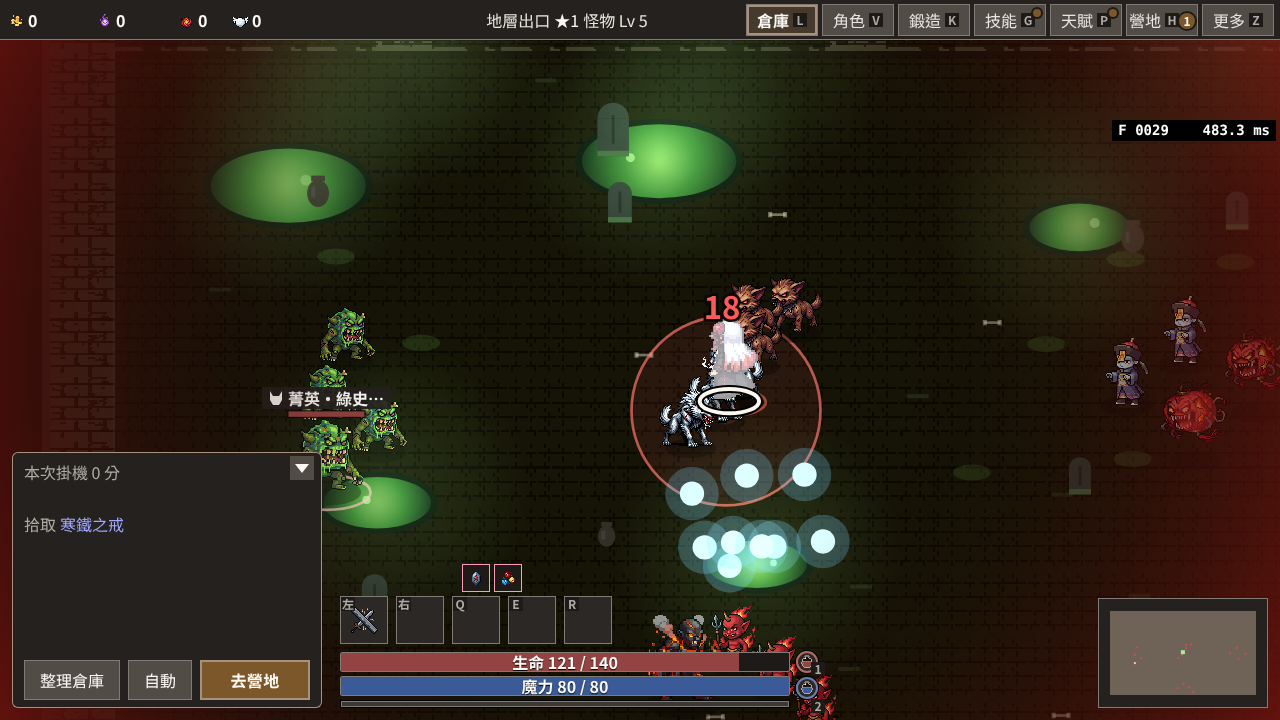 0 0 0 0
地層出口 ★1 怪物 Lv 5
倉庫 L 角色 V 鍛造 K 技能 G 天賦 P 營地 H 1 更多 Z
F 0029 483.3 ms
18
菁英・綠史…
本次掛機 0 分
拾取 寒鐵之戒
左 右 Q E R
生命 121 / 140
1
魔力 80 / 80
2
整理倉庫 自動 去營地